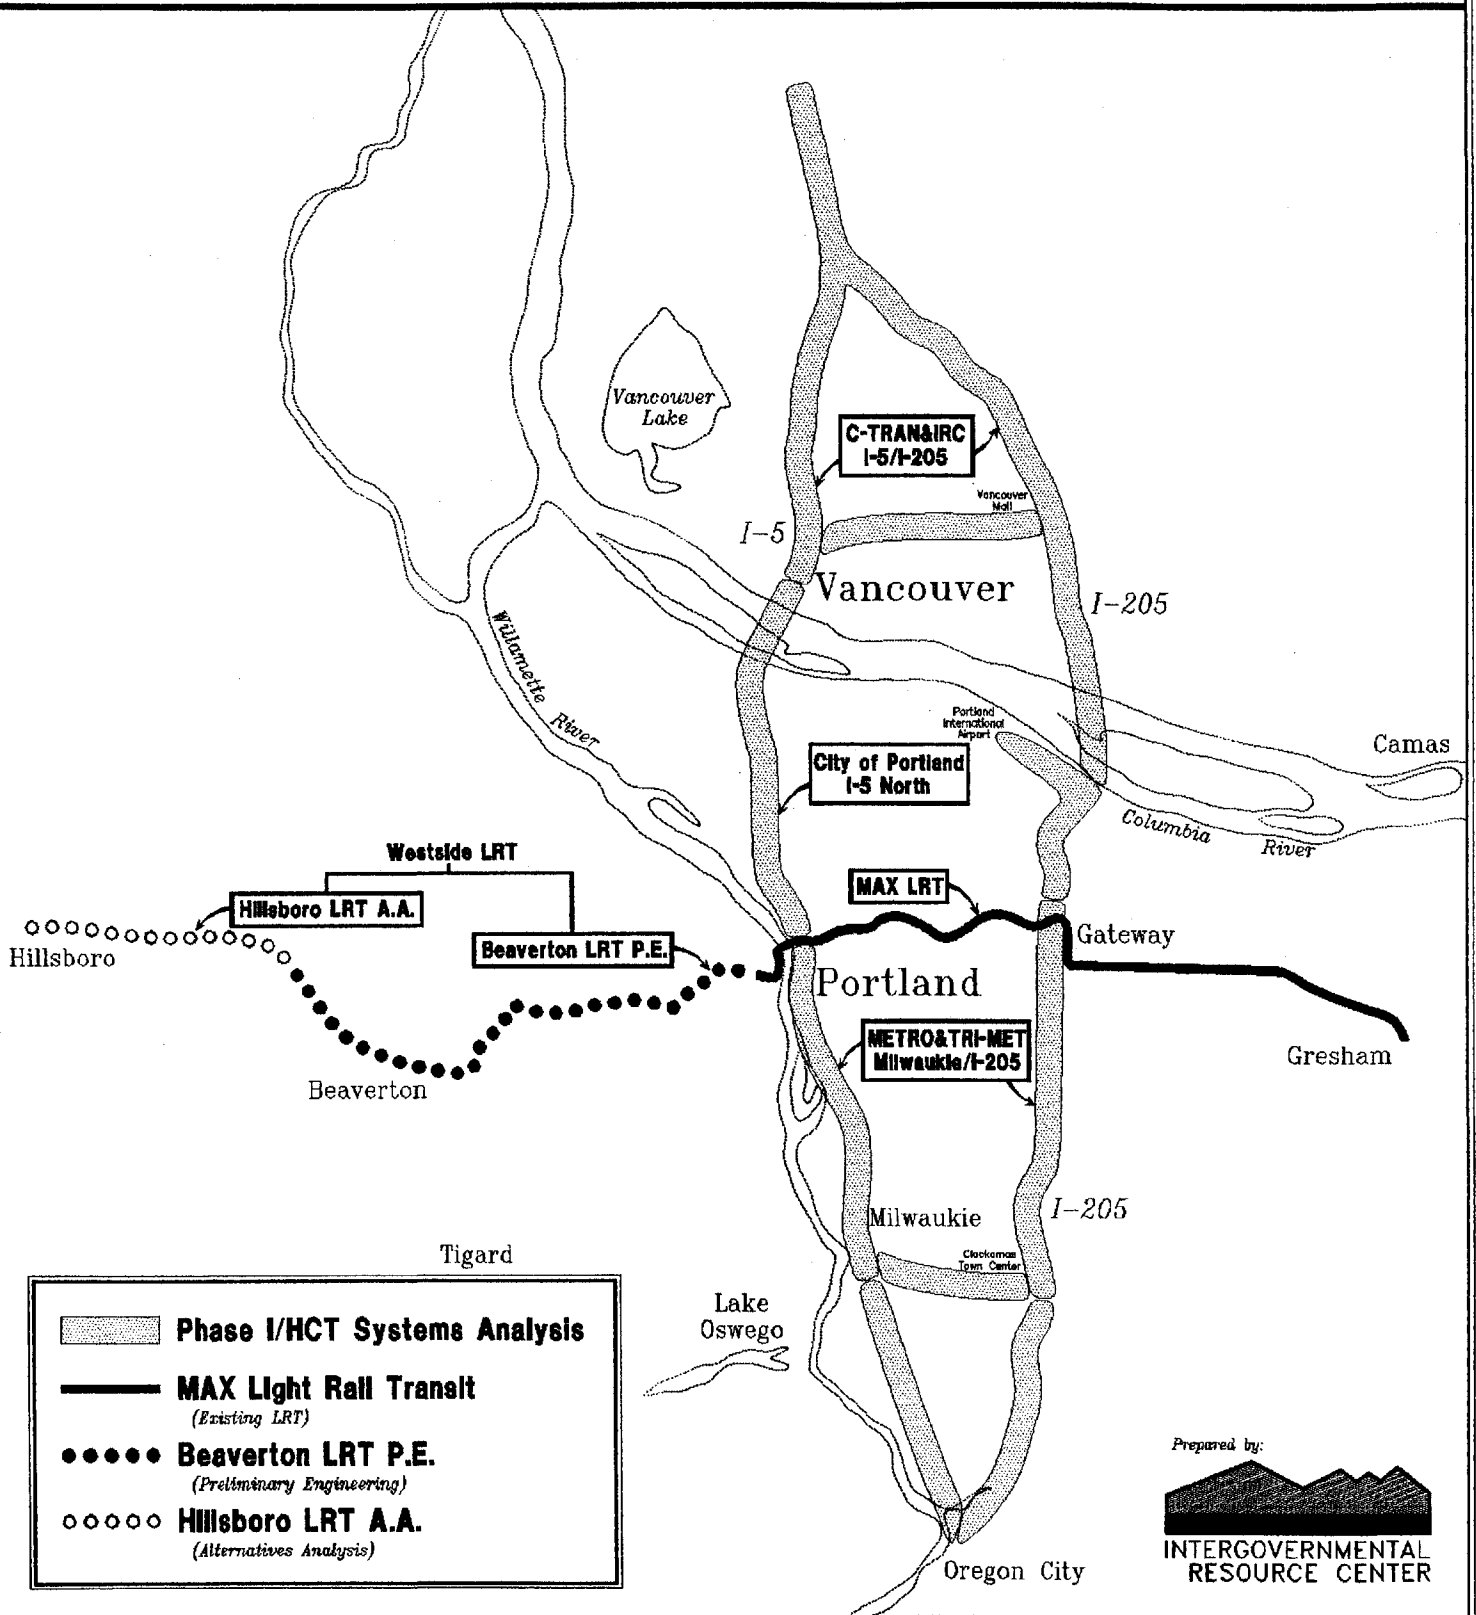 Vancouver
Lake
C-TRAN&IRC
I-5/I-205
Vancouver
Mall
I-5
Vancouver
I-205
Willamette
River
Portland
International
Airport
Camas
City of Portland
I-5 North
Columbia
River
Westside LRT
MAX LRT
Hillsboro LRT A.A.
Hillsboro
Beaverton LRT P.E.
Gateway
Portland
METRO&TRI-MET
Milwaukie/I-205
Gresham
Beaverton
Milwaukie
I-205
Tigard
Clackamas
Town Center
Lake
Oswego
Phase I/HCT Systems Analysis
MAX Light Rail Transit
(Existing LRT)
Beaverton LRT P.E.
(Preliminary Engineering)
Hillsboro LRT A.A.
(Alternatives Analysis)
Oregon City
Prepared by:
INTERGOVERNMENTAL
RESOURCE CENTER